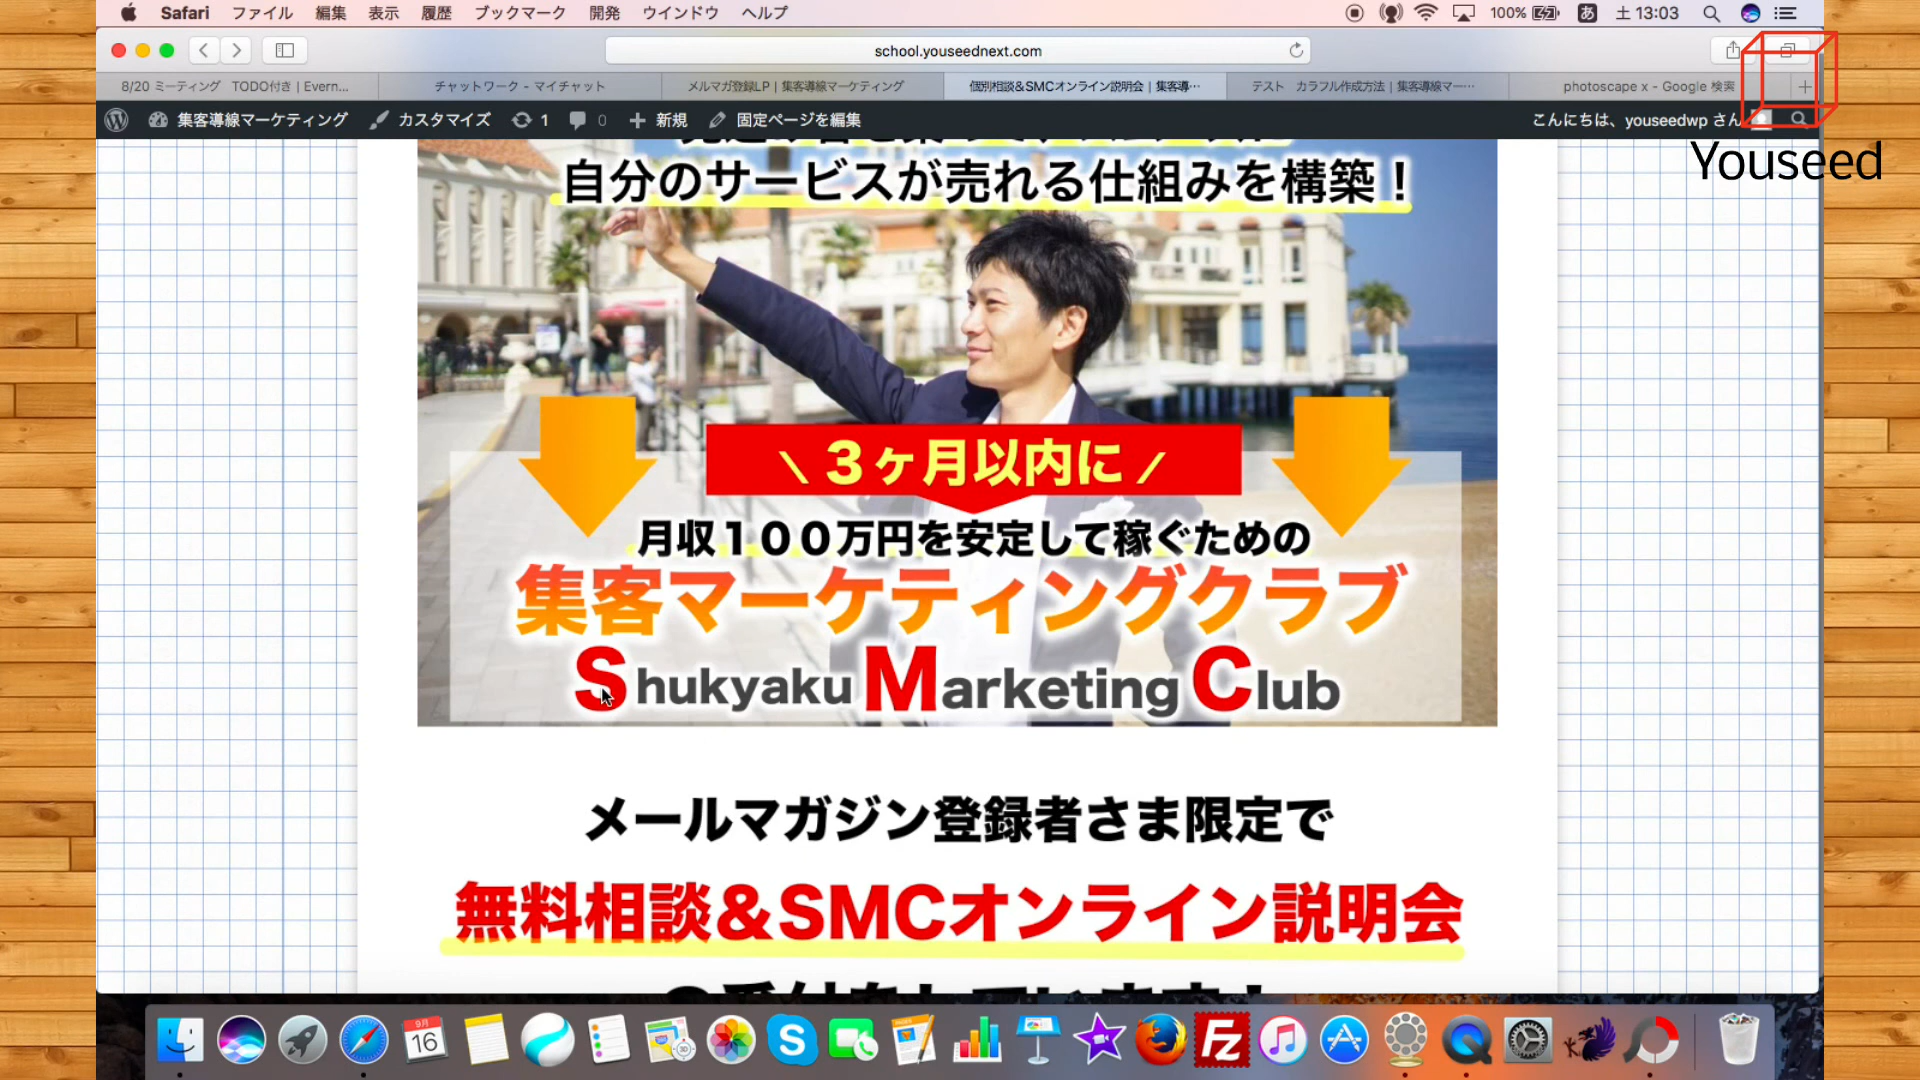 Safari ファイル 編集 表示 履歴 ブックマーク 開発 ウインドウ ヘルプ 100% あ 土 13:03
school.youseednext.com
8/20 ミーティング TODO付き | Evern...
チャットワーク - マイチャット
メルマガ登録LP | 集客導線マーケティング
個別相談&SMCオンライン説明会 | 集客導…
テスト カラフル作成方法 | 集客導線マー…
photoscape x - Google 検索
集客導線マーケティング カスタマイズ 1 0 新規 固定ページを編集 こんにちは、youseedwp さん
Youseed
自分のサービスが売れる仕組みを構築！
\ ３ヶ月以内に /
月収１００万円を安定して稼ぐための
集客マーケティングクラブ
Shukyaku Marketing Club
メールマガジン登録者さま限定で
無料相談&SMCオンライン説明会
9月
16